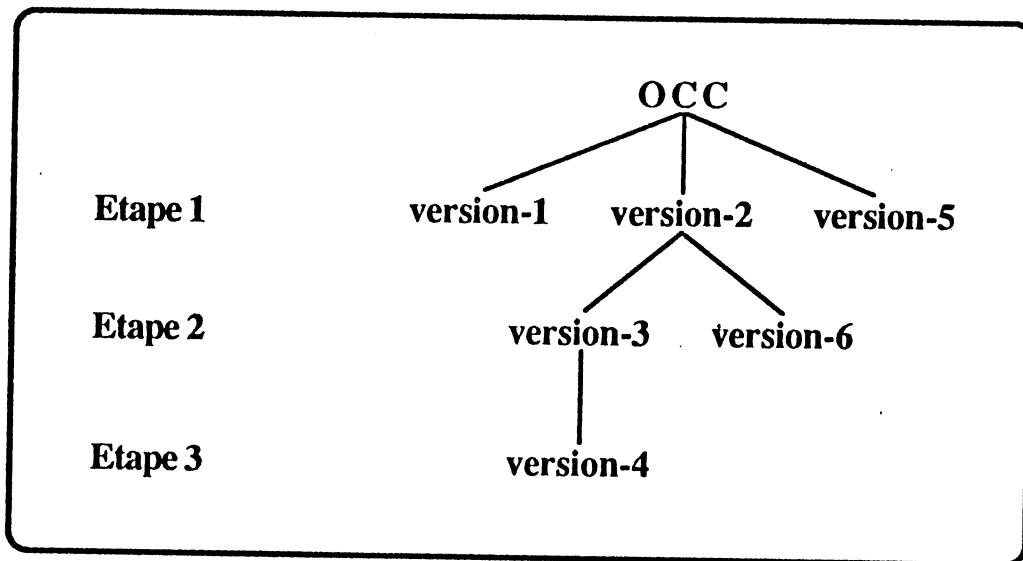 OCC
Etape 1 version-1 version-2 version-5
Etape 2 version-3 version-6
Etape 3 version-4